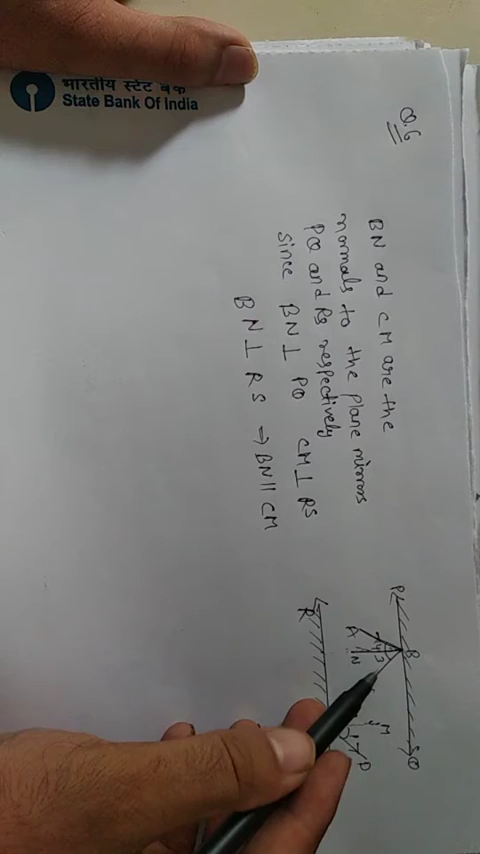 भारतीय स्टेट बैंक
State Bank Of India
Q.6
BN and CM are the
normals to the plane mirrors
PQ and RS respectively
since BN ⊥ PQ CM ⊥ RS
BN ⊥ RS ⇒ BN || CM
P B Q
A N M
R D